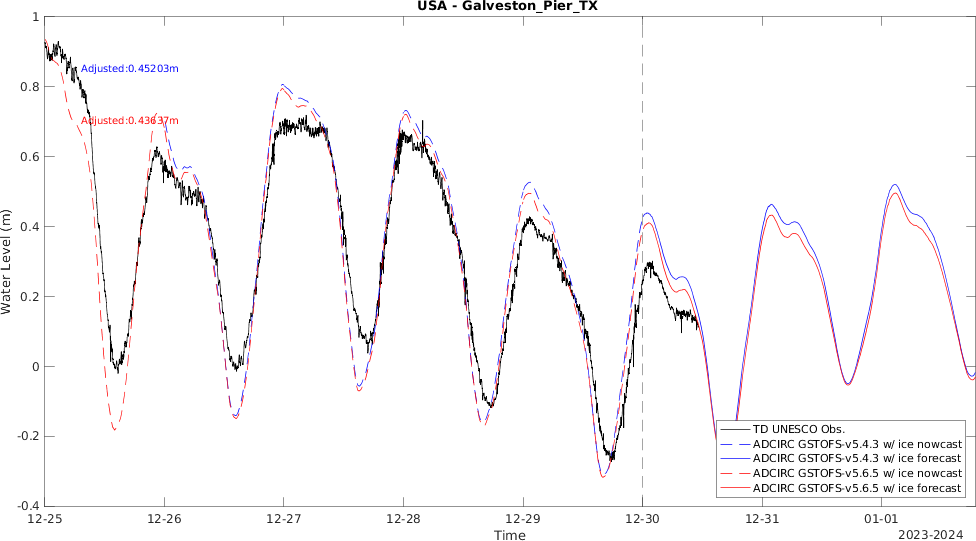 USA - Galveston_Pier_TX
1
0.8
0.6
0.4
0.2
0
-0.2
-0.4
Water Level (m)
Adjusted:0.45203m
Adjusted:0.43637m
TD UNESCO Obs.
ADCIRC GSTOFS-v5.4.3 w/ ice nowcast
ADCIRC GSTOFS-v5.4.3 w/ ice forecast
ADCIRC GSTOFS-v5.6.5 w/ ice nowcast
ADCIRC GSTOFS-v5.6.5 w/ ice forecast
12-25 12-26 12-27 12-28 12-29 12-30 12-31 01-01
Time
2023-2024